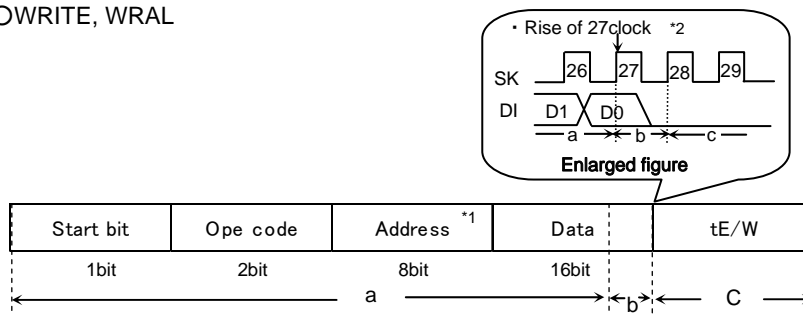 ○WRITE, WRAL
・Rise of 27clock *2
SK 26 27 28 29
DI D1 D0
a b c
Enlarged figure
Start bit Ope code Address *1 Data tE/W
1bit 2bit 8bit 16bit
a b C